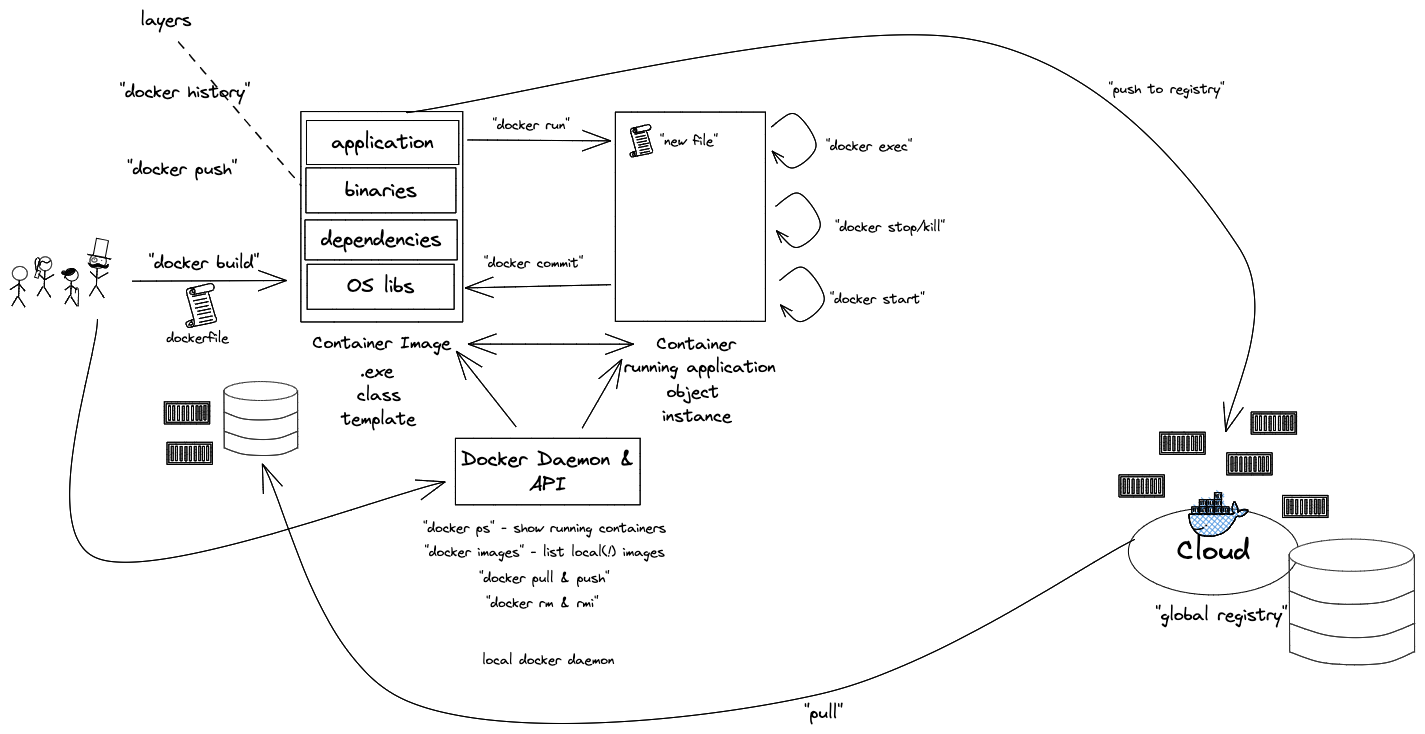 layers
"docker history"
"docker push"
"docker build"
dockerfile
application
binaries
dependencies
OS libs
Container Image
.exe
class
template
"docker run"
"docker commit"
"new file"
Container
running application
object
instance
"docker exec"
"docker stop/kill"
"docker start"
"push to registry"
Docker Daemon &
API
"docker ps" - show running containers
"docker images" - list local(!) images
"docker pull & push"
"docker rm & rmi"
local docker daemon
"pull"
Cloud
"global registry"